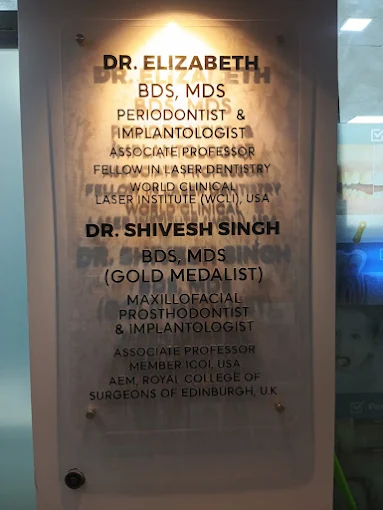 DR. ELIZABETH
BDS, MDS
PERIODONTIST &
IMPLANTOLOGIST
ASSOCIATE PROFESSOR
FELLOW IN LASER DENTISTRY
WORLD CLINICAL
LASER INSTITUTE (WCLI), USA
DR. SHIVESH SINGH
BDS, MDS
(GOLD MEDALIST)
MAXILLOFACIAL
PROSTHODONTIST
& IMPLANTOLOGIST
ASSOCIATE PROFESSOR
MEMBER ICOI, USA
AEM, ROYAL COLLEGE OF
SURGEONS OF EDINBURGH, U.K